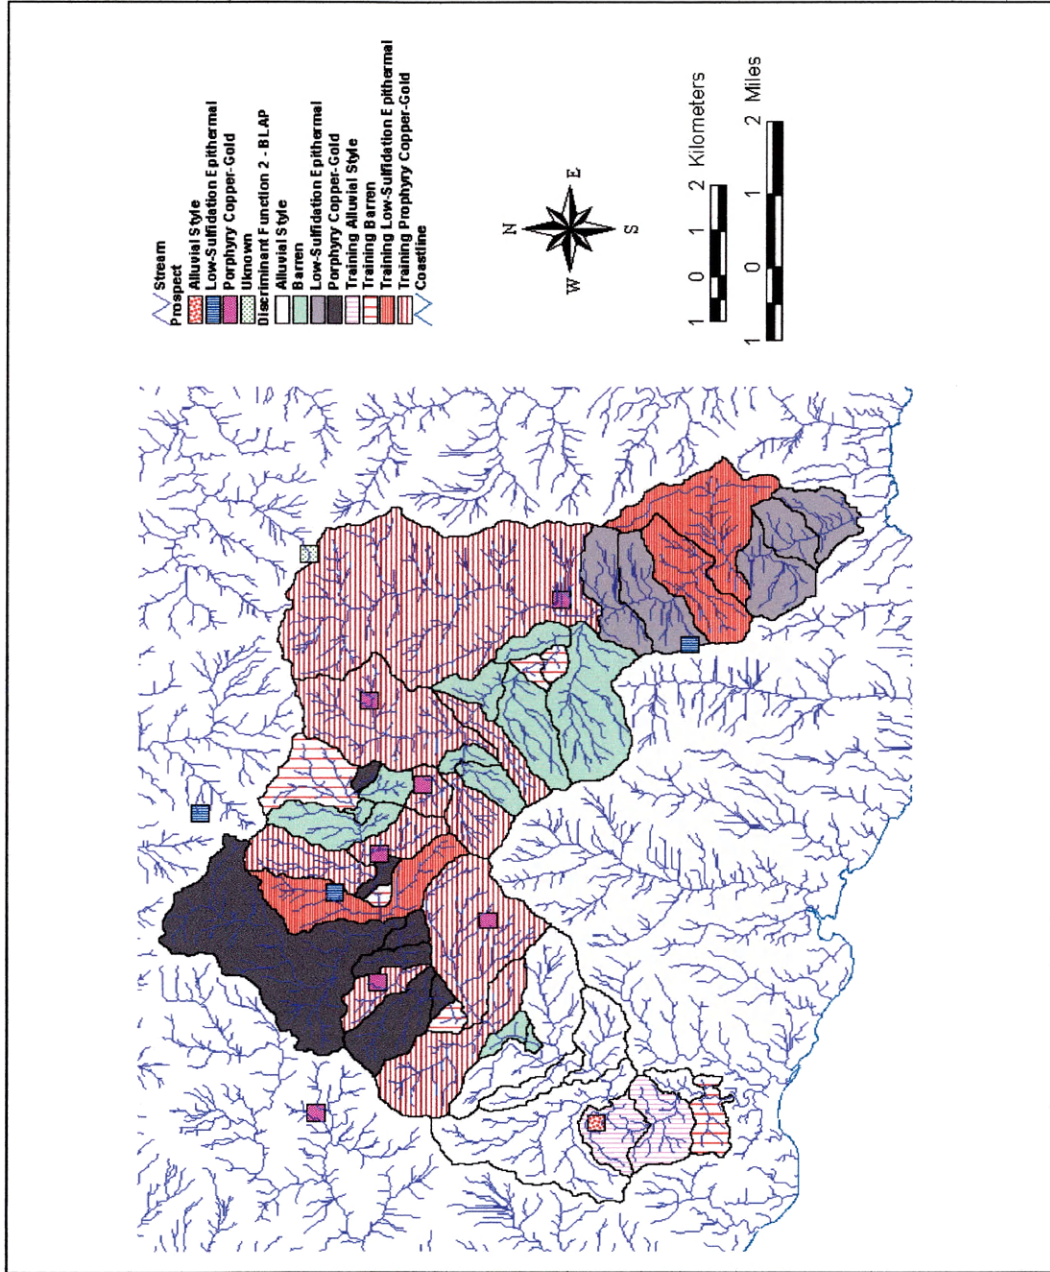 Stream
Prospect
Alluvial Style
Low-Sulfidation Epithermal
Porphyry Copper-Gold
Uknown
Discriminant Function 2 - BLAP
Alluvial Style
Barren
Low-Sulfidation Epithermal
Porphyry Copper-Gold
Training Alluvial Style
Training Barren
Training Low-Sulfidation Epithermal
Training Prophyry Copper-Gold
Coastline
N
W E
S
1 0 1 2 Kilometers
1 0 1 2 Miles